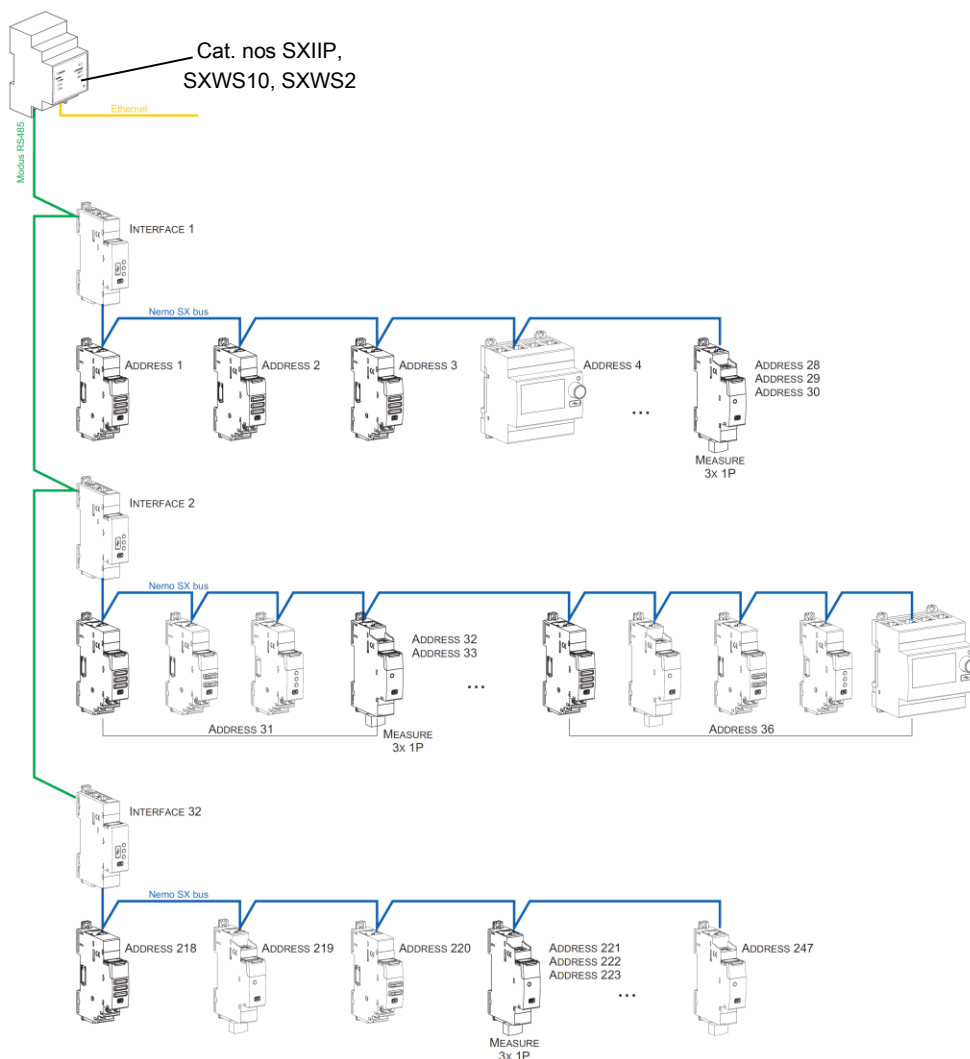 Cat. nos SXIIP,
SXWS10, SXWS2
Ethernet
Modus RS485
INTERFACE 1
Nemo SX bus
ADDRESS 1
ADDRESS 2
ADDRESS 3
ADDRESS 4
ADDRESS 28
ADDRESS 29
ADDRESS 30
...
MEASURE
3X 1P
INTERFACE 2
Nemo SX bus
ADDRESS 32
ADDRESS 33
...
ADDRESS 31
MEASURE
3X 1P
ADDRESS 36
INTERFACE 32
Nemo SX bus
ADDRESS 218
ADDRESS 219
ADDRESS 220
ADDRESS 221
ADDRESS 222
ADDRESS 223
ADDRESS 247
...
MEASURE
3X 1P